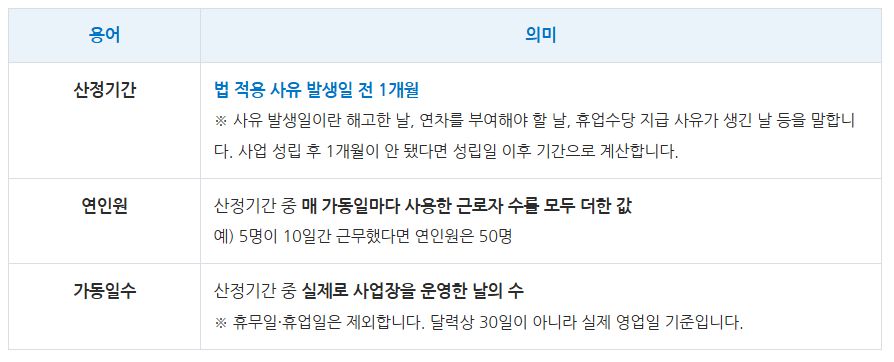 용어
의미
산정기간
법 적용 사유 발생일 전 1개월
※ 사유 발생일이란 해고한 날, 연차를 부여해야 할 날, 휴업수당 지급 사유가 생긴 날 등을 말합니
다. 사업 성립 후 1개월이 안 됐다면 성립일 이후 기간으로 계산합니다.
연인원
산정기간 중 매 가동일마다 사용한 근로자 수를 모두 더한 값
예) 5명이 10일간 근무했다면 연인원은 50명
가동일수
산정기간 중 실제로 사업장을 운영한 날의 수
※ 휴무일·휴업일은 제외합니다. 달력상 30일이 아니라 실제 영업일 기준입니다.